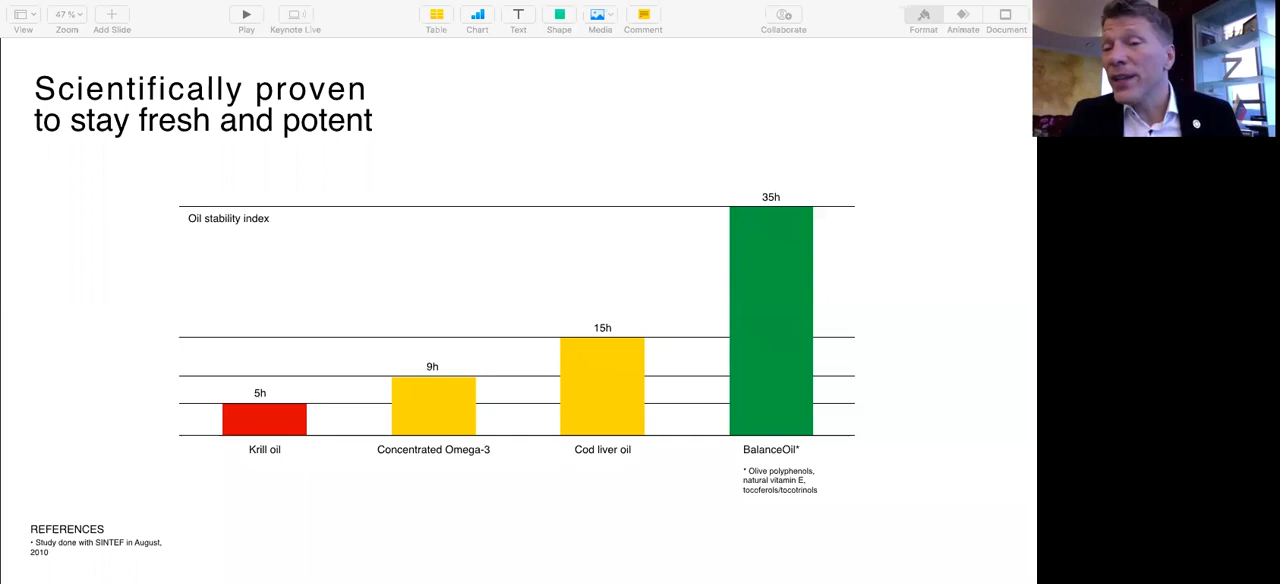 View
Zoom
Add Slide
Play
Keynote Live
Table
Chart
Text
Shape
Media
Comment
Collaborate
Format
Animate
Document
47 %
T
Scientifically proven
to stay fresh and potent
35h
Oil stability index
15h
9h
5h
Krill oil
Concentrated Omega-3
Cod liver oil
BalanceOil*
* Olive polyphenols,
natural vitamin E,
tocoferols/tocotrinols
REFERENCES
• Study done with SINTEF in August,
2010
Z